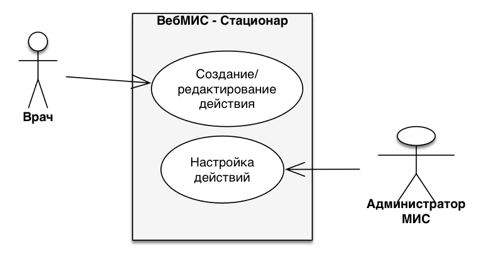 ВебМИС - Стационар
Создание/
редактирование
действия
Врач
Настройка
действий
Администратор
МИС